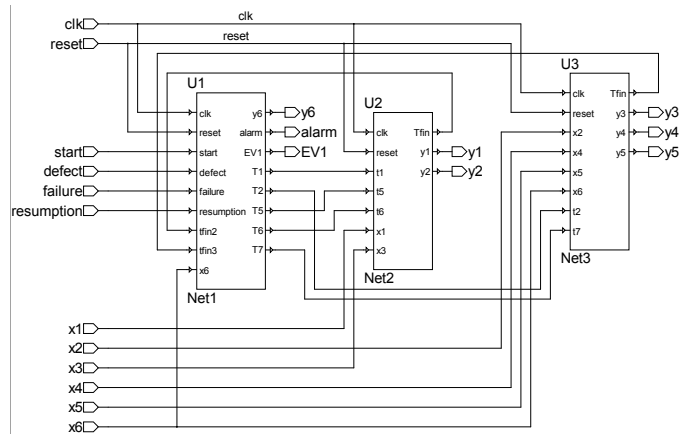 clk
reset
start
defect
failure
resumption
x1
x2
x3
x4
x5
x6
clk
reset
U1
clk
reset
start
defect
failure
resumption
tfin2
tfin3
x6
y6
alarm
EV1
T1
T2
T5
T6
T7
Net1
y6
alarm
EV1
U2
clk
reset
t1
t5
t6
x1
x3
Tfin
y1
y2
Net2
y1
y2
U3
clk
reset
x2
x4
x5
x6
t2
t7
Tfin
y3
y4
y5
Net3
y3
y4
y5